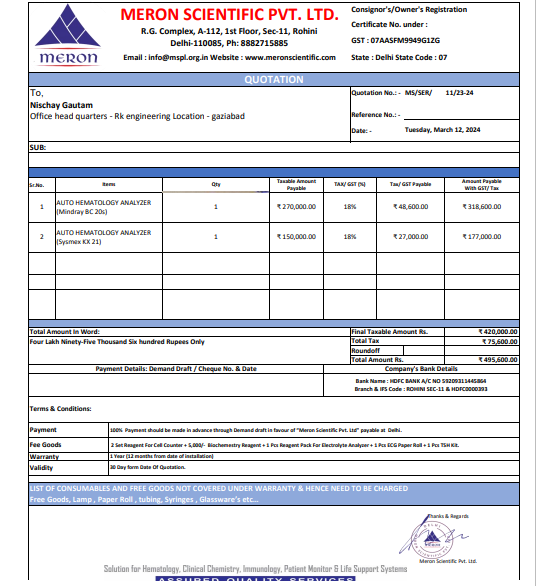 MERON
MERON SCIENTIFIC PVT. LTD.
R.G. Complex, A-112, 1st Floor, Sec-11, Rohini
Delhi-110085, Ph: 8882715885
Email : info@mspl.org.in Website : www.meronscientific.com
Consignor's/Owner's Registration
Certificate No. under :
GST : 07AASFM9949G1ZG
State : Delhi State Code : 07
QUOTATION
To,
Nischay Gautam
Office head quarters - Rk engineering Location - gaziabad
Quotation No.: - MS/SER/ 11/23-24
Reference No.: -
Date: - Tuesday, March 12, 2024
SUB:
Sr.No. Items Qty Taxable Amount Payable TAX/ GST (%) Tax/ GST Payable Amount Payable With GST/ Tax
1 AUTO HEMATOLOGY ANALYZER (Mindray BC 20s) 1 ₹ 270,000.00 18% ₹ 48,600.00 ₹ 318,600.00
2 AUTO HEMATOLOGY ANALYZER (Sysmex KX 21) 1 ₹ 150,000.00 18% ₹ 27,000.00 ₹ 177,000.00
Total Amount In Word:
Four Lakh Ninety-Five Thousand Six hundred Rupees Only
Final Taxable Amount Rs. ₹ 420,000.00
Total Tax ₹ 75,600.00
Roundoff
Total Amount Rs. ₹ 495,600.00
Payment Details: Demand Draft / Cheque No. & Date
Company's Bank Details
Bank Name : HDFC BANK A/C NO 59209311445864
Branch & IFS Code : ROHINI SEC-11 & HDFC0000393
Terms & Conditions:
Payment 100% Payment should be made in advance through Demand draft in favour of "Meron Scientific Pvt. Ltd" payable at Delhi.
Fee Goods 2 Set Reagent For Cell Counter + 5,000/- Biochemestry Reagent + 1 Pcs Reagent Pack For Electrolyte Analyzer + 1 Pcs ECG Paper Roll + 1 Pcs TSH Kit.
Warranty 1 Year (12 months from date of installation)
Validity 30 Day form Date Of Quotation.
LIST OF CONSUMABLES AND FREE GOODS NOT COVERED UNDER WARRANTY & HENCE NEED TO BE CHARGED
Free Goods, Lamp , Paper Roll , tubing, Syringes , Glassware's etc..
Thanks & Regards
Meron Scientific Pvt. Ltd.
Solution for Hematology, Clinical Chemistry, Immunology, Patient Monitor & Life Support Systems
ASSURED QUALITY SERVICES